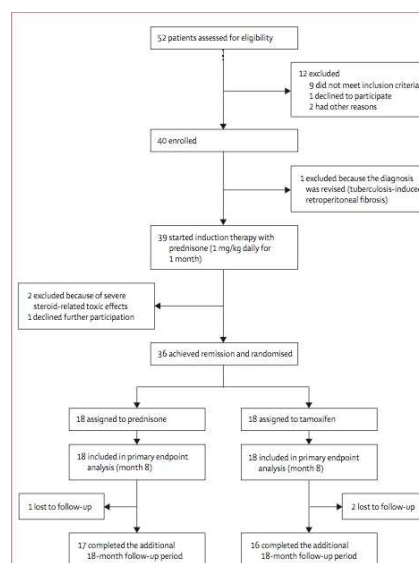 52 patients assessed for eligibility
12 excluded
9 did not meet inclusion criteria
1 declined to participate
2 had other reasons
40 enrolled
1 excluded because the diagnosis
was revised (tuberculosis-induced
retroperitoneal fibrosis)
39 started induction therapy with
prednisone (1 mg/kg daily for
1 month)
2 excluded because of severe
steroid-related toxic effects
1 declined further participation
36 achieved remission and randomised
18 assigned to prednisone
18 assigned to tamoxifen
18 included in primary endpoint
analysis (month 8)
18 included in primary endpoint
analysis (month 8)
1 lost to follow-up
2 lost to follow-up
17 completed the additional
18-month follow-up period
16 completed the additional
18-month follow-up period